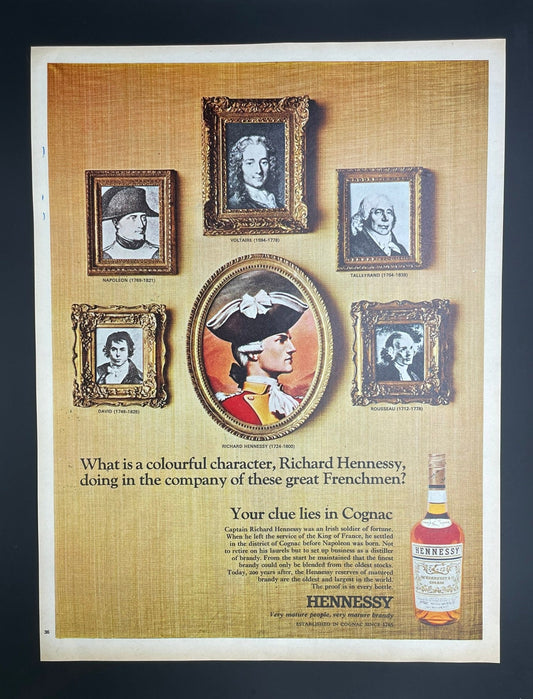 VOLTAIRE (1694-1778)
NAPOLEON (1769-1821)
TALLEYRAND (1754-1838)
DAVID (1748-1825)
ROUSSEAU (1712-1778)
RICHARD HENNESSY (1724-1800)
What is a colourful character, Richard Hennessy,
doing in the company of these great Frenchmen?
Your clue lies in Cognac
Captain Richard Hennessy was an Irish soldier of fortune.
When he left the service of the King of France, he settled
in the district of Cognac before Napoleon was born. Not
to retire on his laurels but to set up business as a distiller
of brandy. From the start he maintained that the finest
brandy could only be blended from the oldest stocks.
Today, 200 years after, the Hennessy reserves of matured
brandy are the oldest and largest in the world.
The proof is in every bottle.
HENNESSY
Very mature people, very mature brandy
ESTABLISHED IN COGNAC SINCE 1765
HENNESSY
COGNAC
36